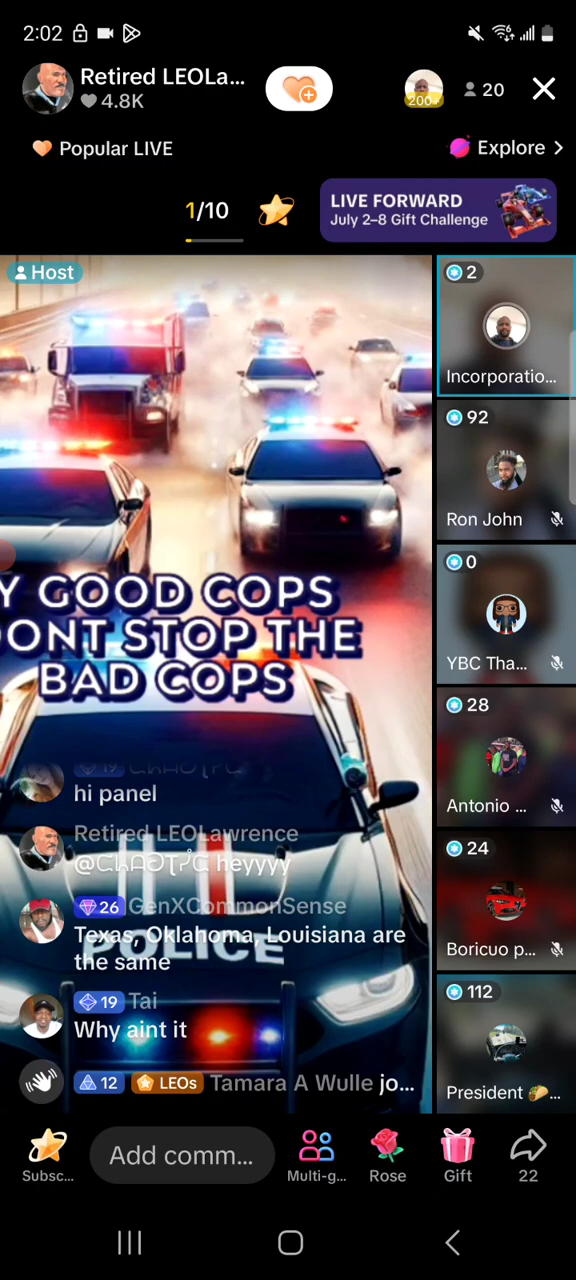 2:02
Retired LEOLa...
4.8K
200+
20
Popular LIVE
Explore
1/10
LIVE FORWARD
July 2–8 Gift Challenge
Host
2
Incorporatio...
92
Ron John
0
YBC Tha...
28
Antonio ...
24
Boricuo p...
112
President 🌮...
Y GOOD COPS
DONT STOP THE
BAD COPS
POLICE
19
hi panel
Retired LEOLawrence
heyyyy
26 GenXCommonSense
Texas, Oklahoma, Louisiana are
the same
19 Tai
Why aint it
12 LEOs Tamara A Wulle jo...
Subsc...
Add comm...
Multi-g...
Rose
Gift
22